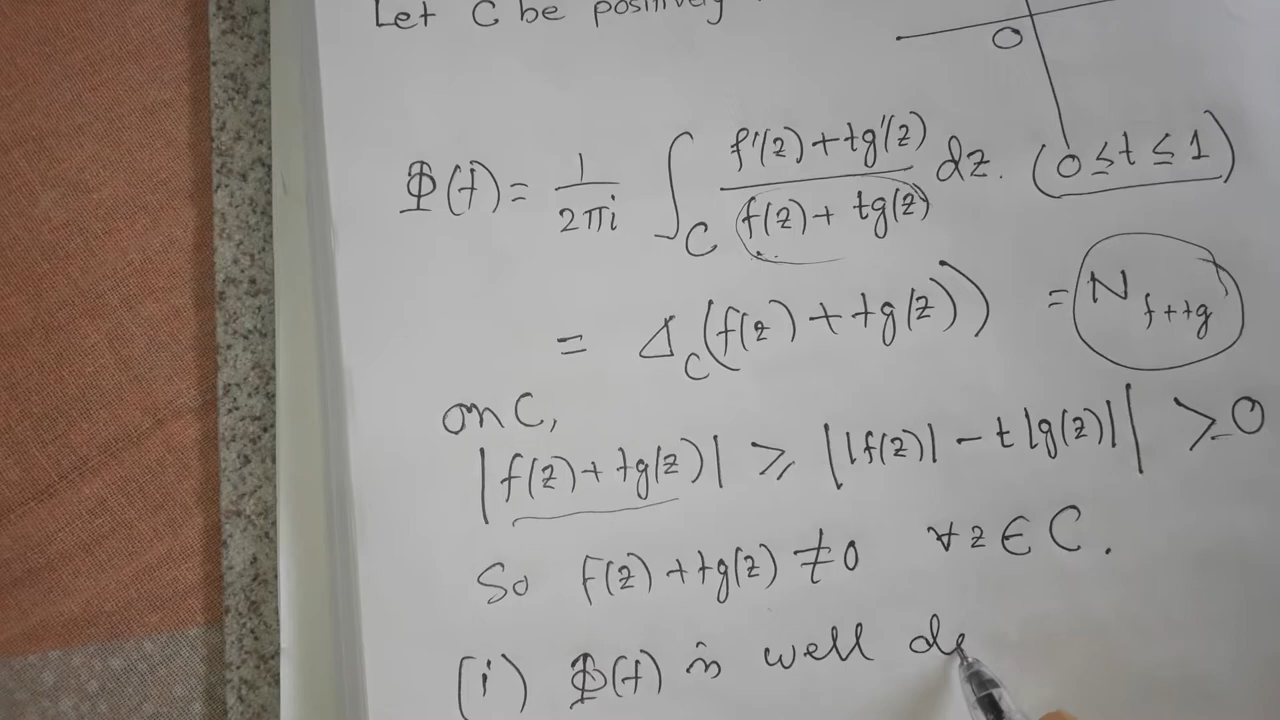 Let C be positively
O
Φ(t) = 1/2πi ∫_C (f'(z) + tg'(z))/(f(z) + tg(z)) dz. (0 ≤ t ≤ 1)
= Δ_C (f(z) + tg(z)) = N_{f+tg}
on C,
|f(z) + tg(z)| ≥ ||f(z)| - t|g(z)|| > 0
So f(z) + tg(z) ≠ 0 ∀ z ∈ C.
(i) Φ(t) is well de